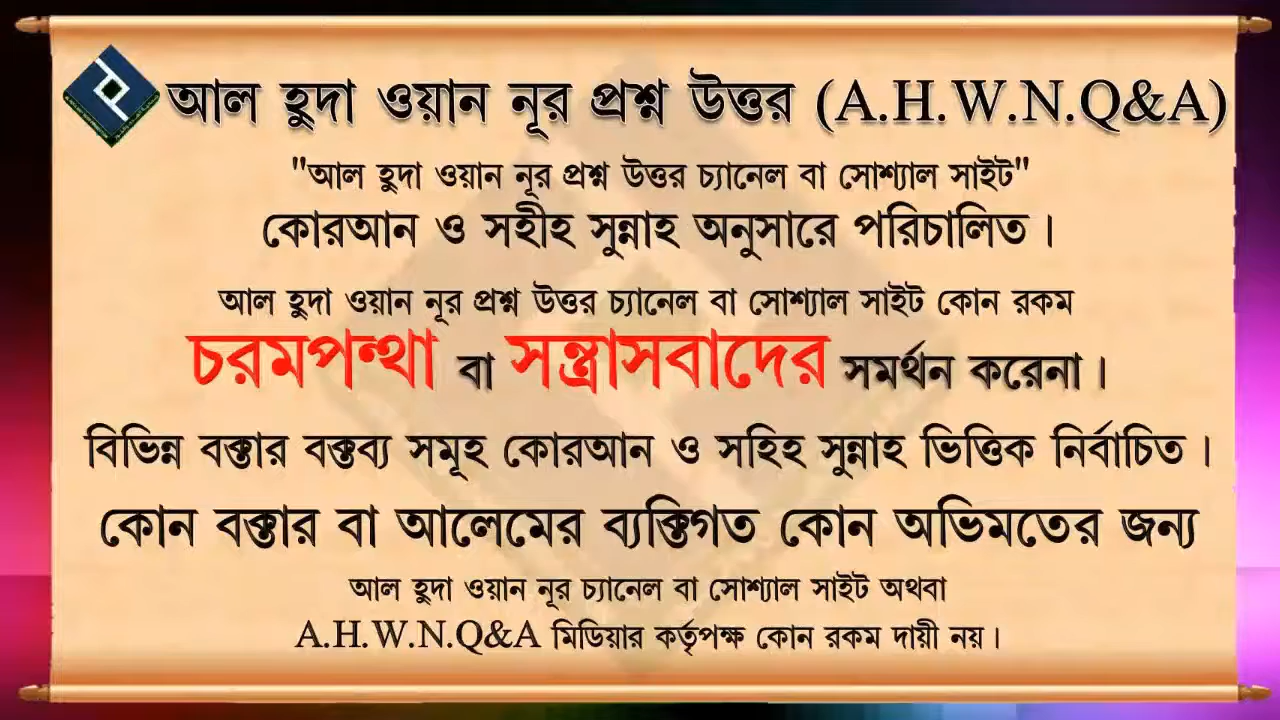 আল হুদা ওয়ান নূর প্রশ্ন উত্তর (A.H.W.N.Q&A)
"আল হুদা ওয়ান নূর প্রশ্ন উত্তর চ্যানেল বা সোশ্যাল সাইট"
কোরআন ও সহীহ সুন্নাহ অনুসারে পরিচালিত।
আল হুদা ওয়ান নূর প্রশ্ন উত্তর চ্যানেল বা সোশ্যাল সাইট কোন রকম
চরমপন্থা বা সন্ত্রাসবাদের সমর্থন করেনা।
বিভিন্ন বক্তার বক্তব্য সমূহ কোরআন ও সহিহ সুন্নাহ ভিত্তিক নির্বাচিত।
কোন বক্তার বা আলেমের ব্যক্তিগত কোন অভিমতের জন্য
আল হুদা ওয়ান নূর চ্যানেল বা সোশ্যাল সাইট অথবা
A.H.W.N.Q&A মিডিয়ার কর্তৃপক্ষ কোন রকম দায়ী নয়।